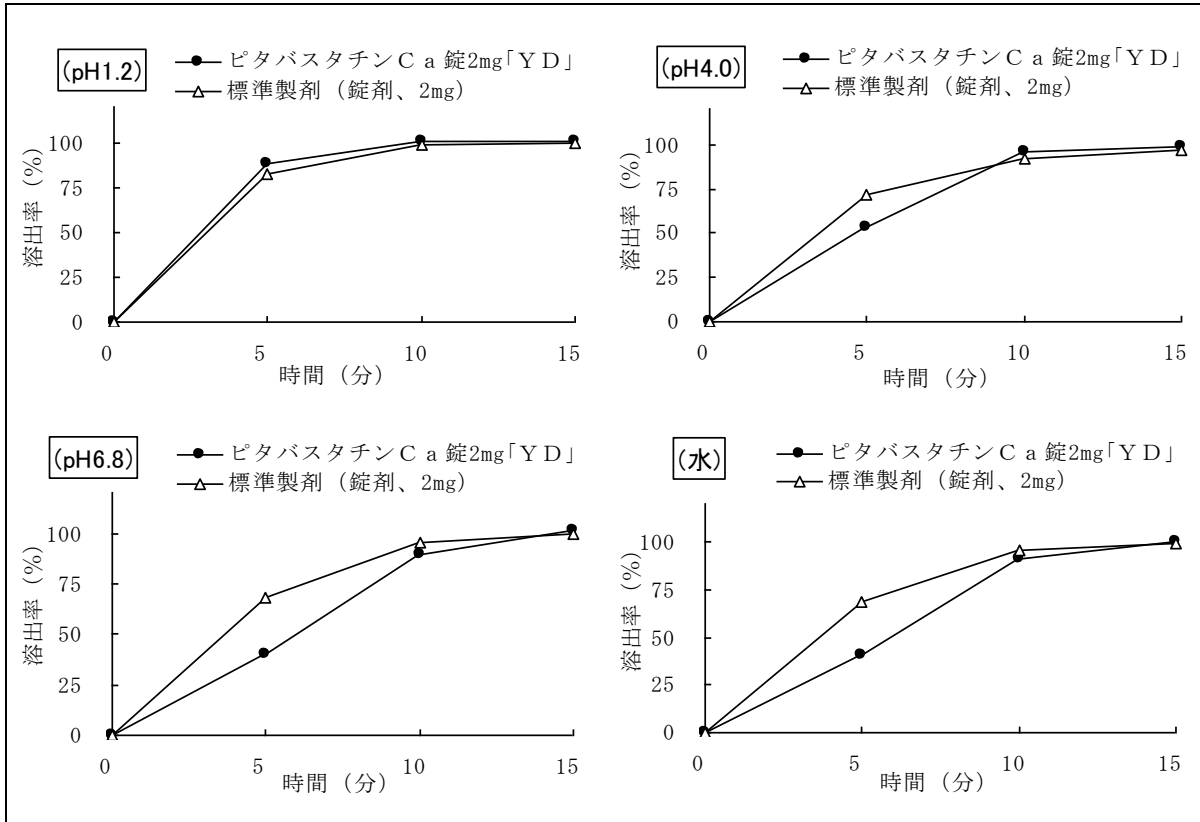 (pH1.2)
ピタバスタチンCa錠2mg「YD」
標準製剤(錠剤、2mg)
溶出率(%)
100
75
50
25
0
0 5 10 15
時間(分)
(pH4.0)
ピタバスタチンCa錠2mg「YD」
標準製剤(錠剤、2mg)
溶出率(%)
100
75
50
25
0
0 5 10 15
時間(分)
(pH6.8)
ピタバスタチンCa錠2mg「YD」
標準製剤(錠剤、2mg)
溶出率(%)
100
75
50
25
0
0 5 10 15
時間(分)
(水)
ピタバスタチンCa錠2mg「YD」
標準製剤(錠剤、2mg)
溶出率(%)
100
75
50
25
0
0 5 10 15
時間(分)